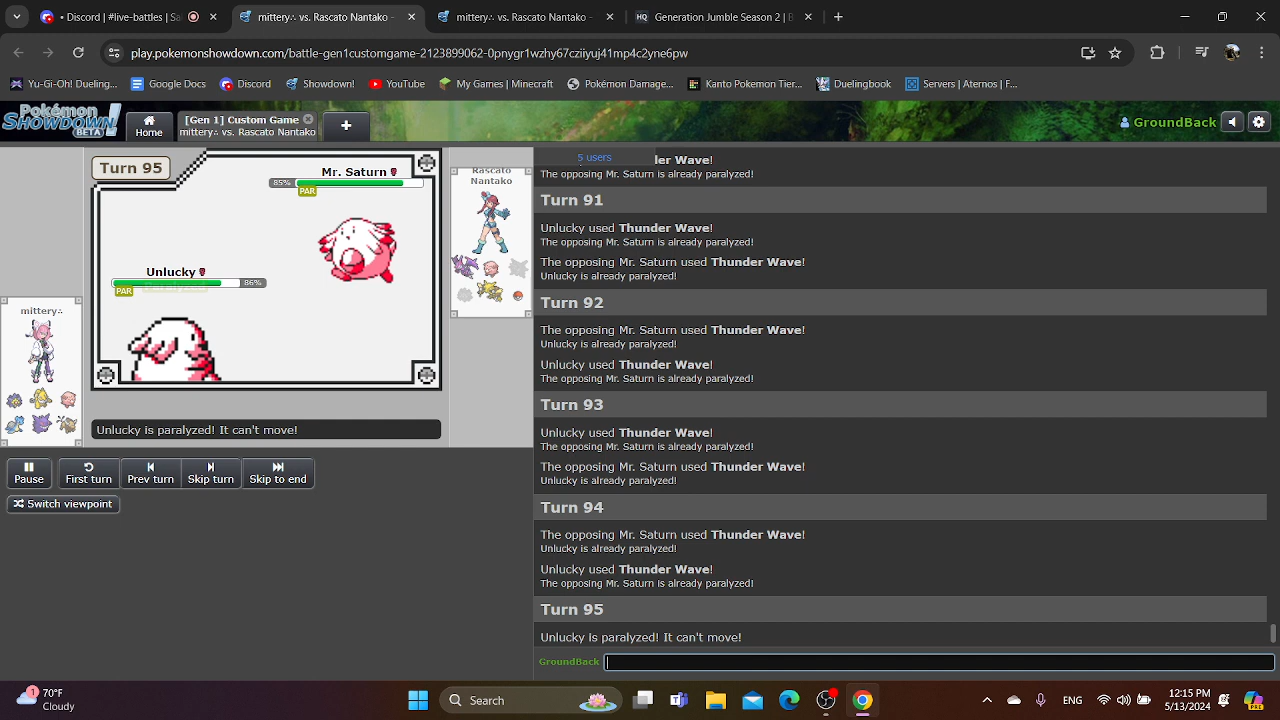 Discord | #live-battles | Sa
mittery∴ vs. Rascato Nantako -
mittery∴ vs. Rascato Nantako -
HQ Generation Jumble Season 2 | B
play.pokemonshowdown.com/battle-gen1customgame-2123899062-0pnygr1wzhy67cziiyuj41mp4c2yne6pw
Yu-Gi-Oh! Dueling...
Google Docs
Discord
Showdown!
YouTube
My Games | Minecraft
Pokémon Damage...
Kanto Pokemon Tier...
Duelingbook
Servers | Aternos | F...
Pokémon
SHOWDOWN!
BETA
Home
[Gen 1] Custom Game
mittery∴ vs. Rascato Nantako
GroundBack
Turn 95
Mr. Saturn
85%
PAR
Unlucky
86%
PAR
Rascato
Nantako
mittery∴
Unlucky is paralyzed! It can't move!
Pause
First turn
Prev turn
Skip turn
Skip to end
Switch viewpoint
5 users
der Wave!
The opposing Mr. Saturn is already paralyzed!
Turn 91
Unlucky used Thunder Wave!
The opposing Mr. Saturn is already paralyzed!
The opposing Mr. Saturn used Thunder Wave!
Unlucky is already paralyzed!
Turn 92
The opposing Mr. Saturn used Thunder Wave!
Unlucky is already paralyzed!
Unlucky used Thunder Wave!
The opposing Mr. Saturn is already paralyzed!
Turn 93
Unlucky used Thunder Wave!
The opposing Mr. Saturn is already paralyzed!
The opposing Mr. Saturn used Thunder Wave!
Unlucky is already paralyzed!
Turn 94
The opposing Mr. Saturn used Thunder Wave!
Unlucky is already paralyzed!
Unlucky used Thunder Wave!
The opposing Mr. Saturn is already paralyzed!
Turn 95
Unlucky is paralyzed! It can't move!
GroundBack
1
70°F
Cloudy
Search
ENG
12:15 PM
5/13/2024
PRE